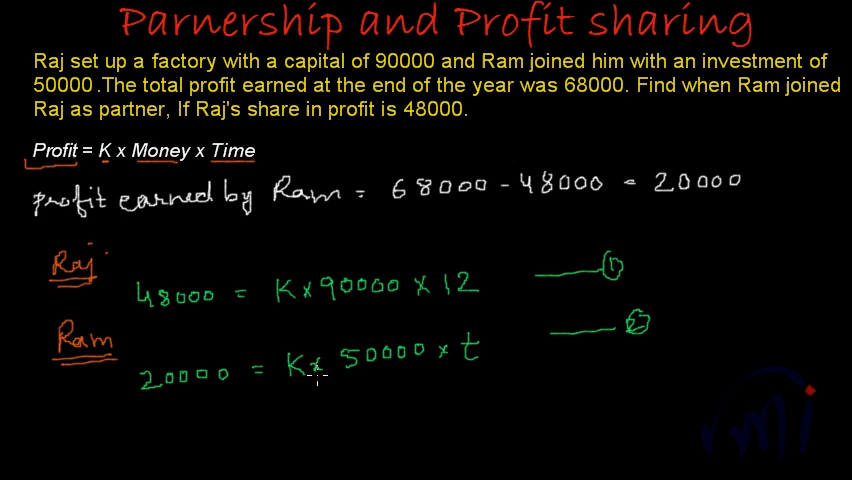 Parnership and Profit sharing
Raj set up a factory with a capital of 90000 and Ram joined him with an investment of
50000 .The total profit earned at the end of the year was 68000. Find when Ram joined
Raj as partner, If Raj's share in profit is 48000.
Profit = K x Money x Time
profit earned by Ram = 68000 - 48000 = 20000
Raj
48000 = K x 90000 x 12 —— 1
Ram
20000 = K x 50000 x t —— 2
rmi